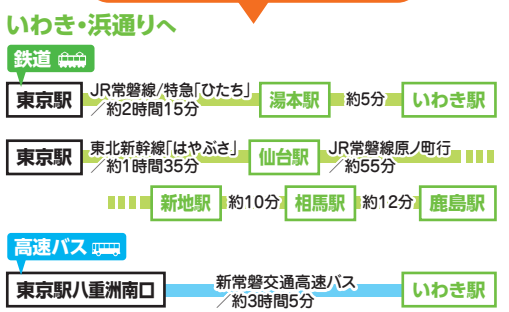 いわき・浜通りへ
鉄道
東京駅 JR常磐線/特急「ひたち」／約2時間15分 湯本駅 約5分 いわき駅
東京駅 東北新幹線「はやぶさ」／約1時間35分 仙台駅 JR常磐線原ノ町行／約55分
新地駅 約10分 相馬駅 約12分 鹿島駅
高速バス
東京駅八重洲南口 新常磐交通高速バス／約3時間5分 いわき駅